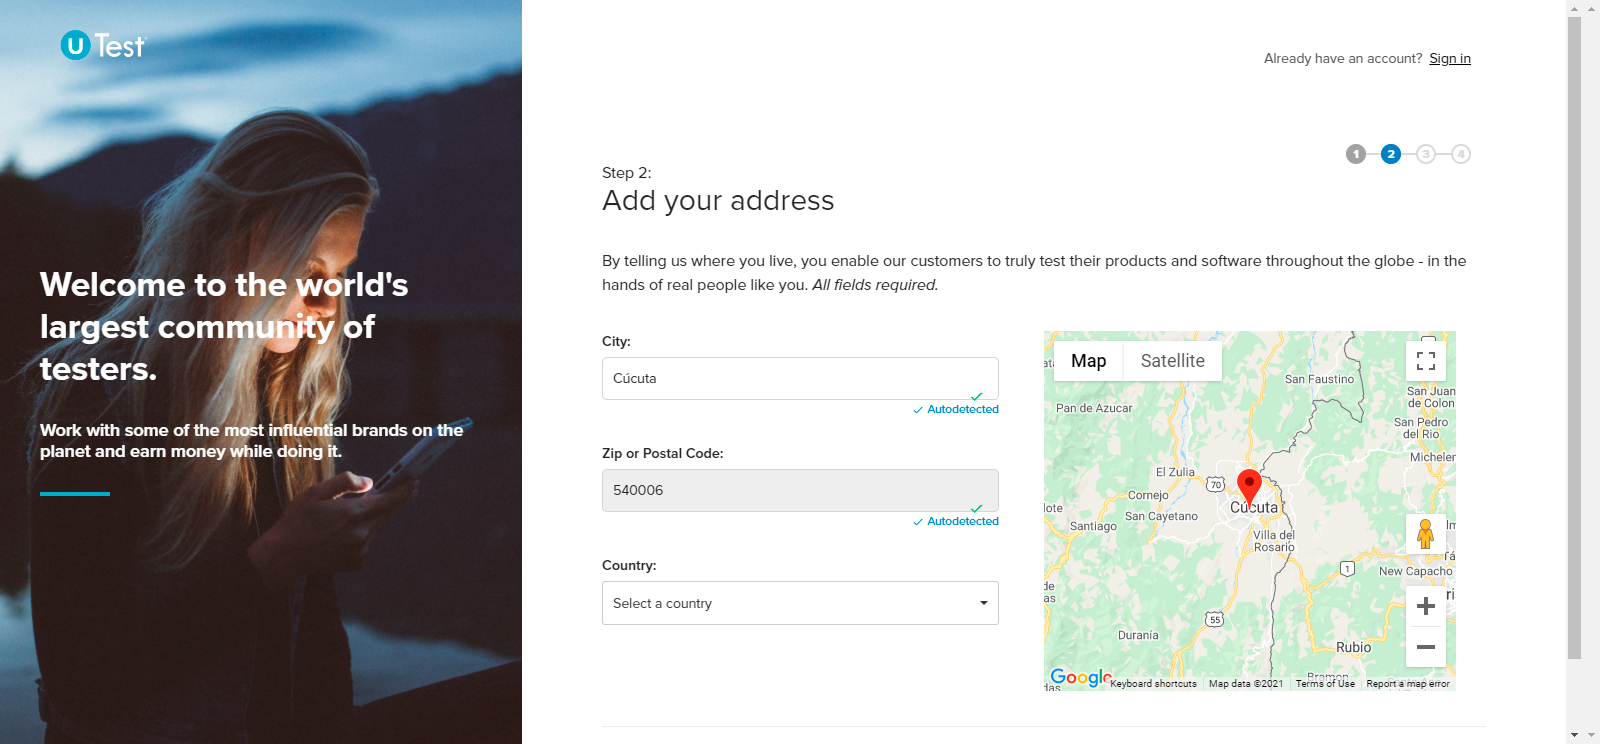 U Test
Welcome to the world's
largest community of
testers.
Work with some of the most influential brands on the
planet and earn money while doing it.
Already have an account? Sign in
1 2 3 4
Step 2:
Add your address
By telling us where you live, you enable our customers to truly test their products and software throughout the globe - in the
hands of real people like you. All fields required.
City:
Cúcuta
Autodetected
Zip or Postal Code:
540006
Autodetected
Country:
Select a country
Map Satellite
San Faustino
San Juan
de Colon
Pan de Azucar
San Pedro
del Rio
Michelen
El Zulia
70
Cornejo
Cúcuta
San Cayetano
Santiago
Villa del
Rosario
1
New Capacho
55
Durania
Rubio
Google
Keyboard shortcuts Map data ©2021 Terms of Use Report a map error